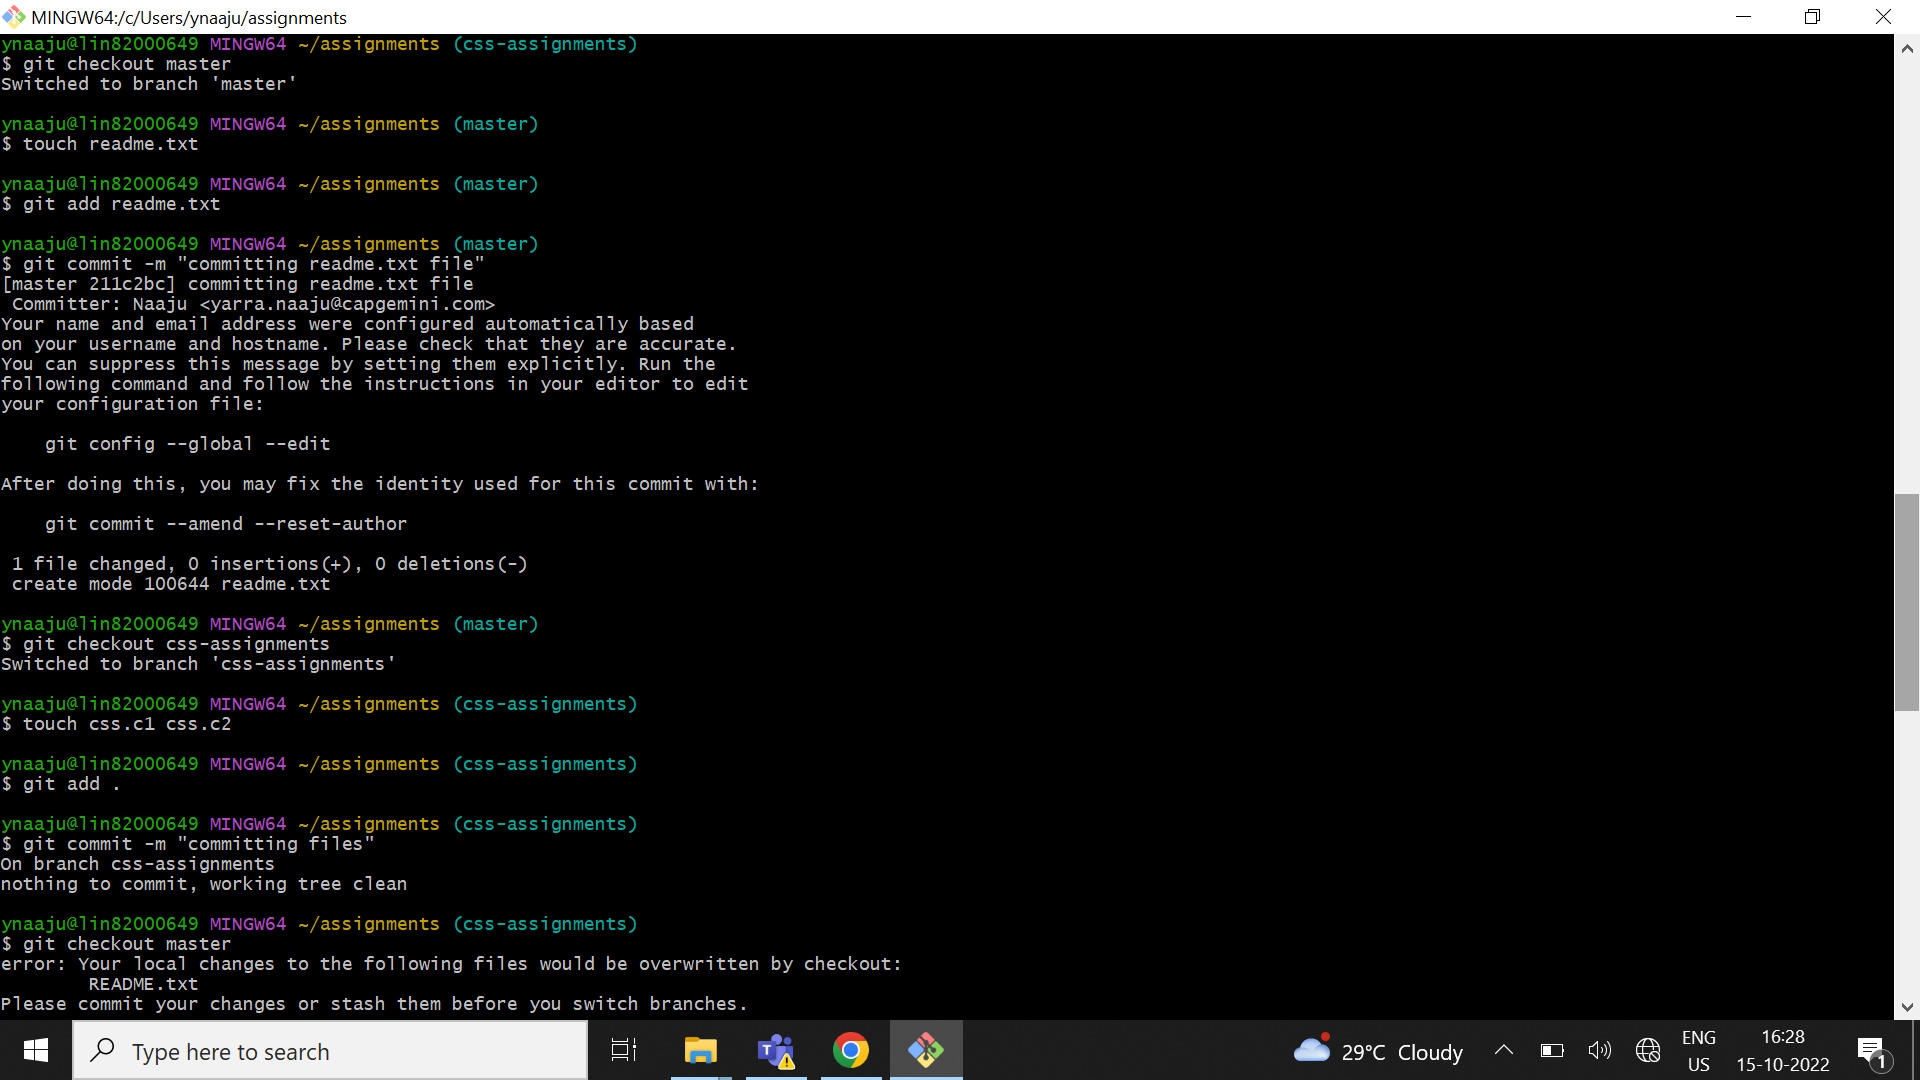 MINGW64:/c/Users/ynaaju/assignments
ynaaju@lin82000649 MINGW64 ~/assignments (css-assignments)
$ git checkout master
Switched to branch 'master'
ynaaju@lin82000649 MINGW64 ~/assignments (master)
$ touch readme.txt
ynaaju@lin82000649 MINGW64 ~/assignments (master)
$ git add readme.txt
ynaaju@lin82000649 MINGW64 ~/assignments (master)
$ git commit -m "committing readme.txt file"
[master 211c2bc] committing readme.txt file
 Committer: Naaju <yarra.naaju@capgemini.com>
Your name and email address were configured automatically based
on your username and hostname. Please check that they are accurate.
You can suppress this message by setting them explicitly. Run the
following command and follow the instructions in your editor to edit
your configuration file:
    git config --global --edit
After doing this, you may fix the identity used for this commit with:
    git commit --amend --reset-author
 1 file changed, 0 insertions(+), 0 deletions(-)
 create mode 100644 readme.txt
ynaaju@lin82000649 MINGW64 ~/assignments (master)
$ git checkout css-assignments
Switched to branch 'css-assignments'
ynaaju@lin82000649 MINGW64 ~/assignments (css-assignments)
$ touch css.c1 css.c2
ynaaju@lin82000649 MINGW64 ~/assignments (css-assignments)
$ git add .
ynaaju@lin82000649 MINGW64 ~/assignments (css-assignments)
$ git commit -m "committing files"
On branch css-assignments
nothing to commit, working tree clean
ynaaju@lin82000649 MINGW64 ~/assignments (css-assignments)
$ git checkout master
error: Your local changes to the following files would be overwritten by checkout:
        README.txt
Please commit your changes or stash them before you switch branches.
Type here to search
29°C Cloudy
ENG
US
16:28
15-10-2022
1